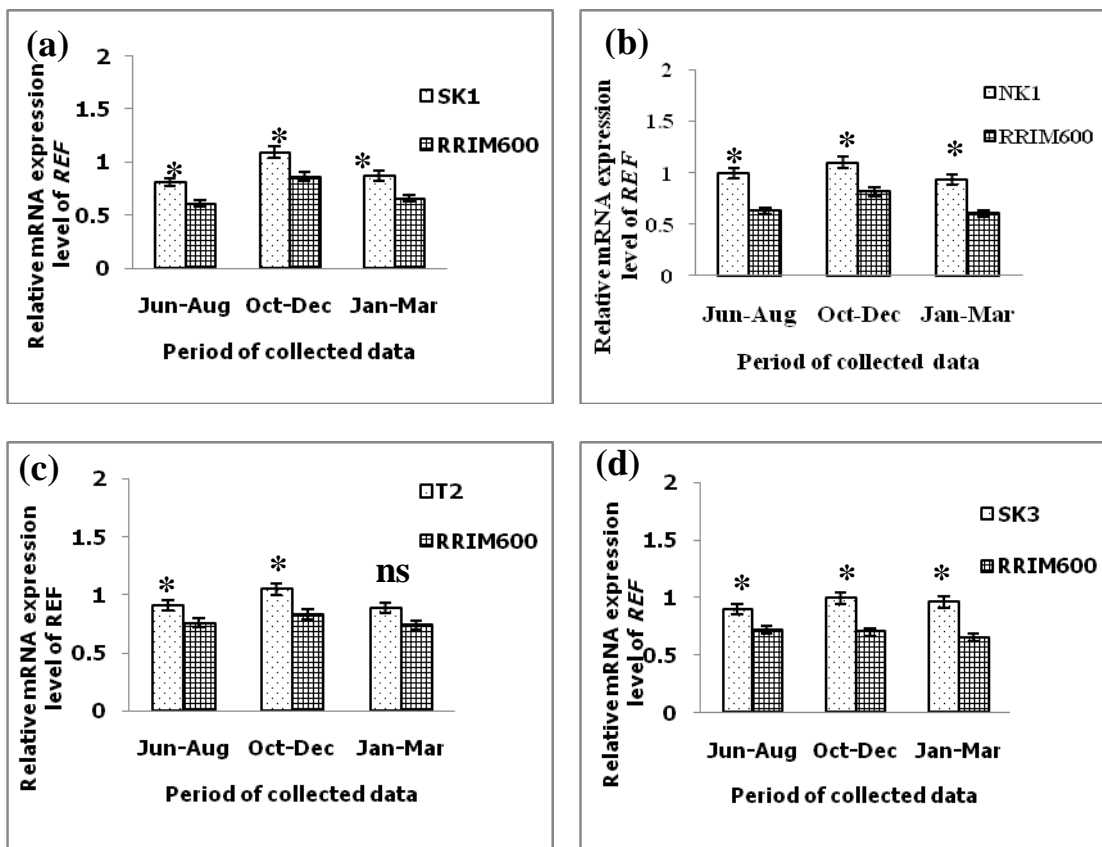 (a)
Relative mRNA expression
level of REF
2
1.5
1
0.5
0
* * *
SK1
RRIM600
Jun-Aug Oct-Dec Jan-Mar
Period of collected data
(b)
Relative mRNA expression
level of REF
2
1.5
1
0.5
0
* * *
NK1
RRIM600
Jun-Aug Oct-Dec Jan-Mar
Period of collected data
(c)
Relative mRNA expression
level of REF
2
1.5
1
0.5
0
* * ns
T2
RRIM600
Jun-Aug Oct-Dec Jan-Mar
Period of collected data
(d)
Relative mRNA expression
level of REF
2
1.5
1
0.5
0
* * *
SK3
RRIM600
Jun-Aug Oct-Dec Jan-Mar
Period of collected data